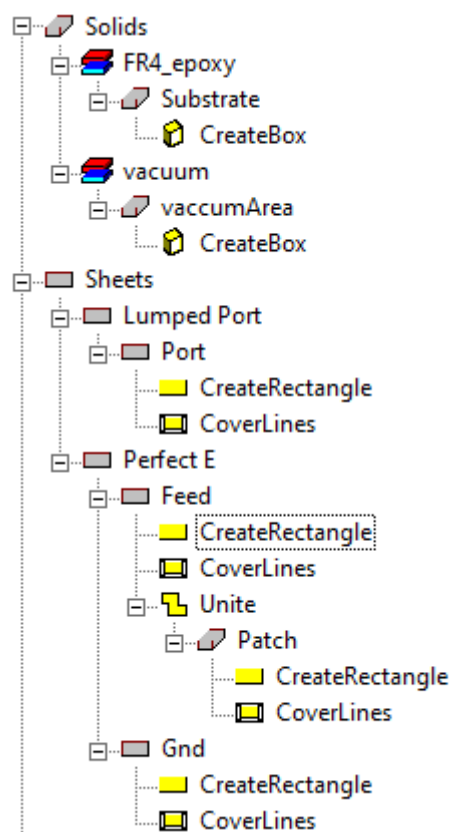 Solids
FR4_epoxy
Substrate
CreateBox
vacuum
vaccumArea
CreateBox
Sheets
Lumped Port
Port
CreateRectangle
CoverLines
Perfect E
Feed
CreateRectangle
CoverLines
Unite
Patch
CreateRectangle
CoverLines
Gnd
CreateRectangle
CoverLines